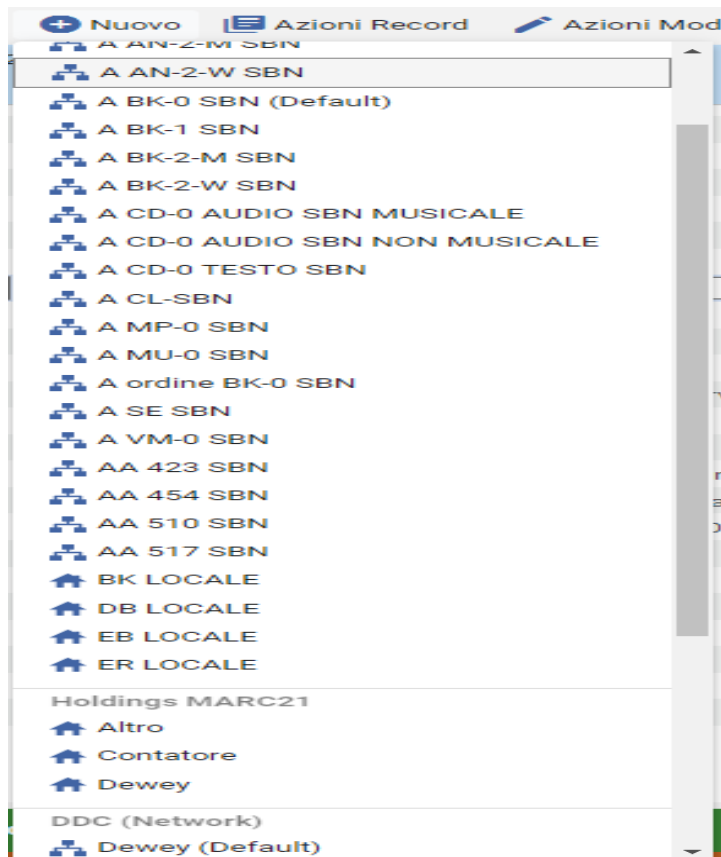 Nuovo Azioni Record Azioni Mod
A AN-2-M SBN
A AN-2-W SBN
A BK-0 SBN (Default)
A BK-1 SBN
A BK-2-M SBN
A BK-2-W SBN
A CD-0 AUDIO SBN MUSICALE
A CD-0 AUDIO SBN NON MUSICALE
A CD-0 TESTO SBN
A CL-SBN
A MP-0 SBN
A MU-0 SBN
A ordine BK-0 SBN
A SE SBN
A VM-0 SBN
AA 423 SBN
AA 454 SBN
AA 510 SBN
AA 517 SBN
BK LOCALE
DB LOCALE
EB LOCALE
ER LOCALE
Holdings MARC21
Altro
Contatore
Dewey
DDC (Network)
Dewey (Default)